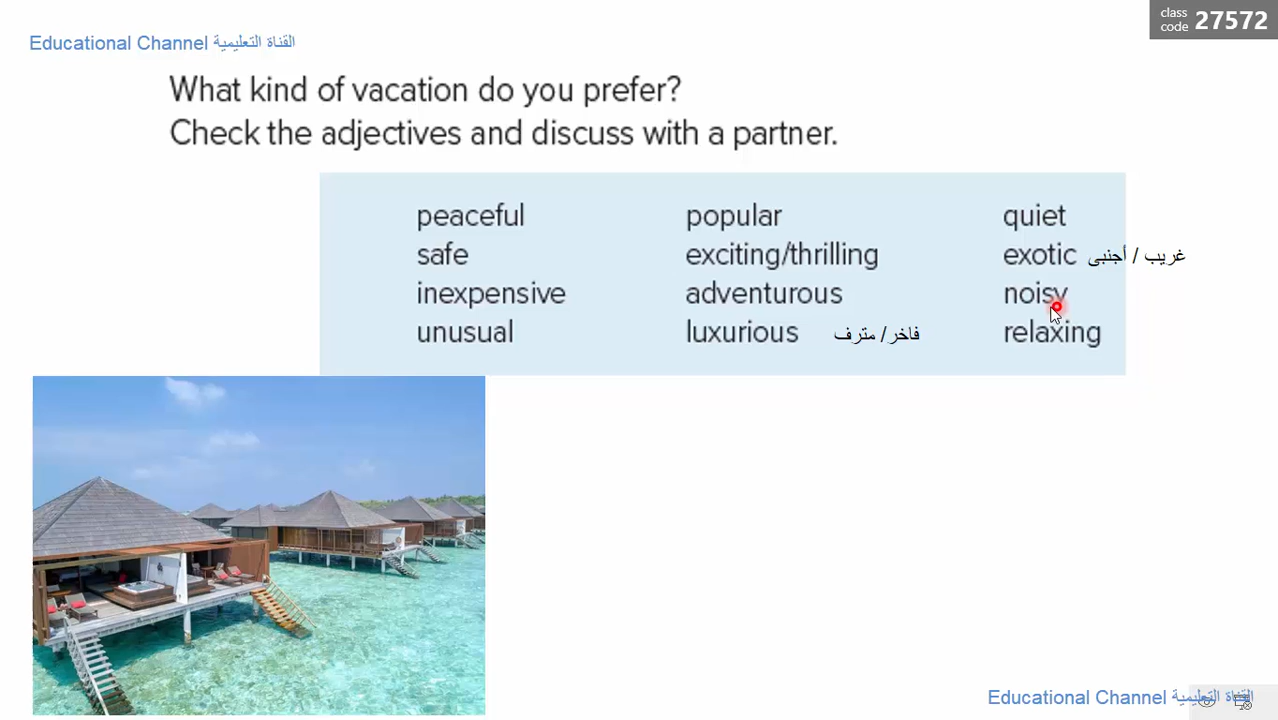 class code 27572
Educational Channel القناة التعليمية
What kind of vacation do you prefer?
Check the adjectives and discuss with a partner.
peaceful popular quiet
safe exciting/thrilling exotic غريب / أجنبى
inexpensive adventurous noisy
unusual luxurious فاخر/ مترف relaxing
Educational Channel القناة التعليمية